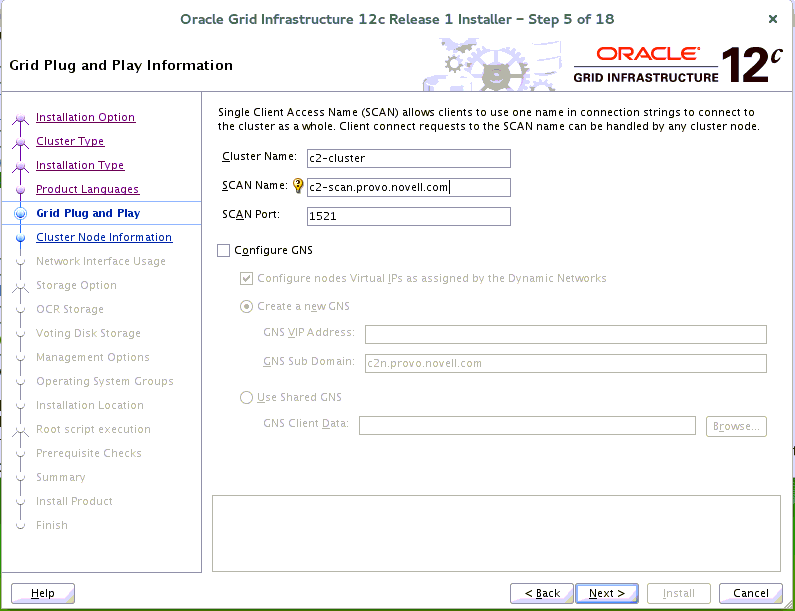 Oracle Grid Infrastructure 12c Release 1 Installer – Step 5 of 18
Grid Plug and Play Information
ORACLE®
GRID INFRASTRUCTURE
12c
Installation Option
Cluster Type
Installation Type
Product Languages
Grid Plug and Play
Cluster Node Information
Network Interface Usage
Storage Option
OCR Storage
Voting Disk Storage
Management Options
Operating System Groups
Installation Location
Root script execution
Prerequisite Checks
Summary
Install Product
Finish
Single Client Access Name (SCAN) allows clients to use one name in connection strings to connect to
the cluster as a whole. Client connect requests to the SCAN name can be handled by any cluster node.
Cluster Name: c2-cluster
SCAN Name: c2-scan.provo.novell.com
SCAN Port: 1521
Configure GNS
Configure nodes Virtual IPs as assigned by the Dynamic Networks
Create a new GNS
GNS VIP Address:
GNS Sub Domain: c2n.provo.novell.com
Use Shared GNS
GNS Client Data: Browse...
Help < Back Next > Install Cancel